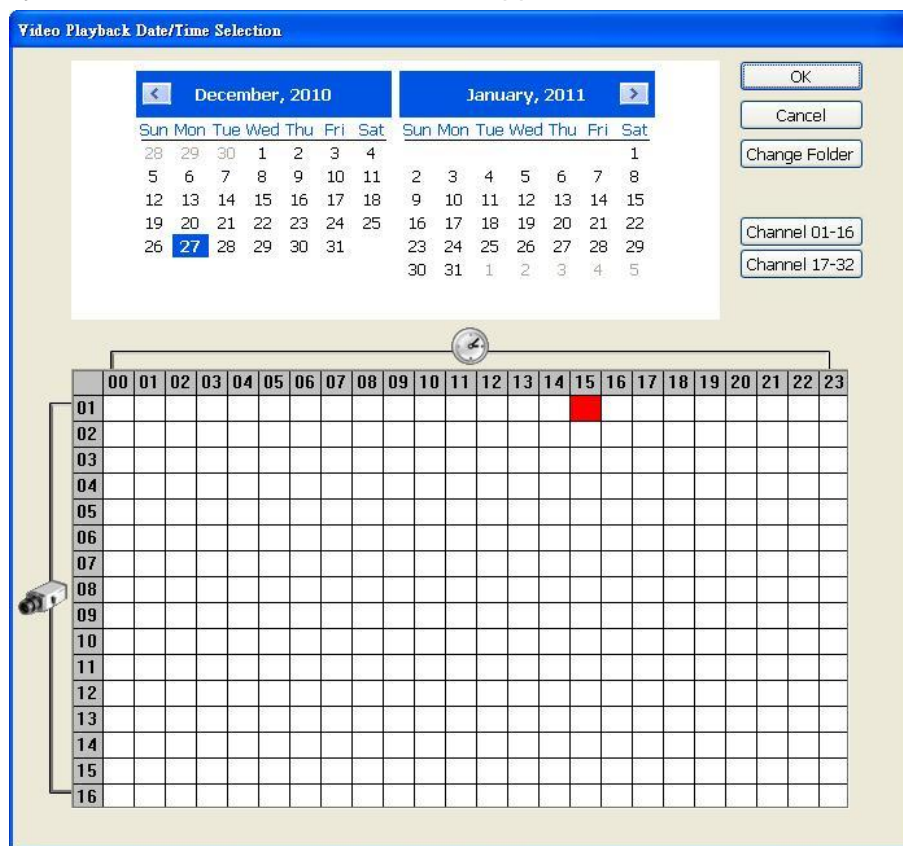 Video Playback Date/Time Selection
December, 2010
January, 2011
OK
Cancel
Change Folder
Channel 01-16
Channel 17-32
Sun Mon Tue Wed Thu Fri Sat
28 29 30 1 2 3 4
5 6 7 8 9 10 11
12 13 14 15 16 17 18
19 20 21 22 23 24 25
26 27 28 29 30 31
Sun Mon Tue Wed Thu Fri Sat
1
2 3 4 5 6 7 8
9 10 11 12 13 14 15
16 17 18 19 20 21 22
23 24 25 26 27 28 29
30 31 1 2 3 4 5
00 01 02 03 04 05 06 07 08 09 10 11 12 13 14 15 16 17 18 19 20 21 22 23
01
02
03
04
05
06
07
08
09
10
11
12
13
14
15
16